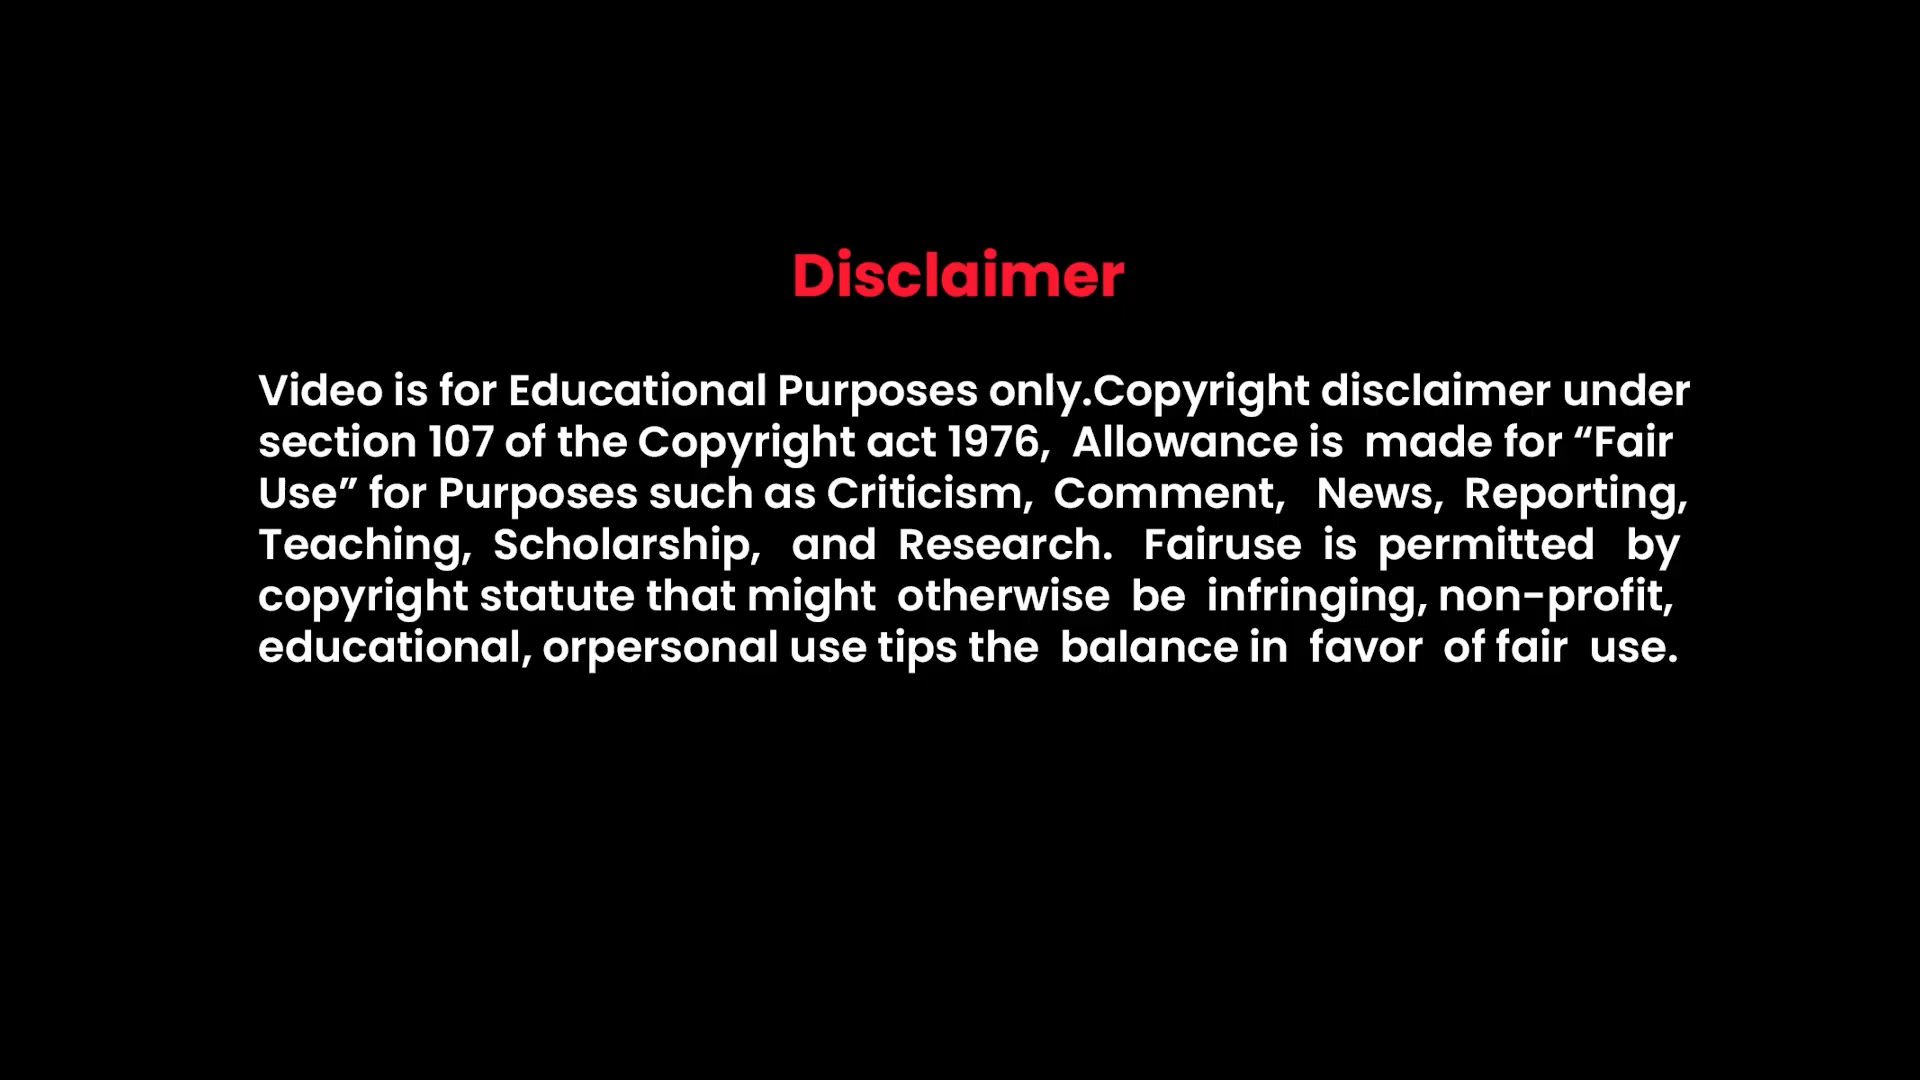 Disclaimer
Video is for Educational Purposes only.Copyright disclaimer under
section 107 of the Copyright act 1976, Allowance is made for “Fair
Use” for Purposes such as Criticism, Comment, News, Reporting,
Teaching, Scholarship, and Research. Fairuse is permitted by
copyright statute that might otherwise be infringing, non-profit,
educational, orpersonal use tips the balance in favor of fair use.